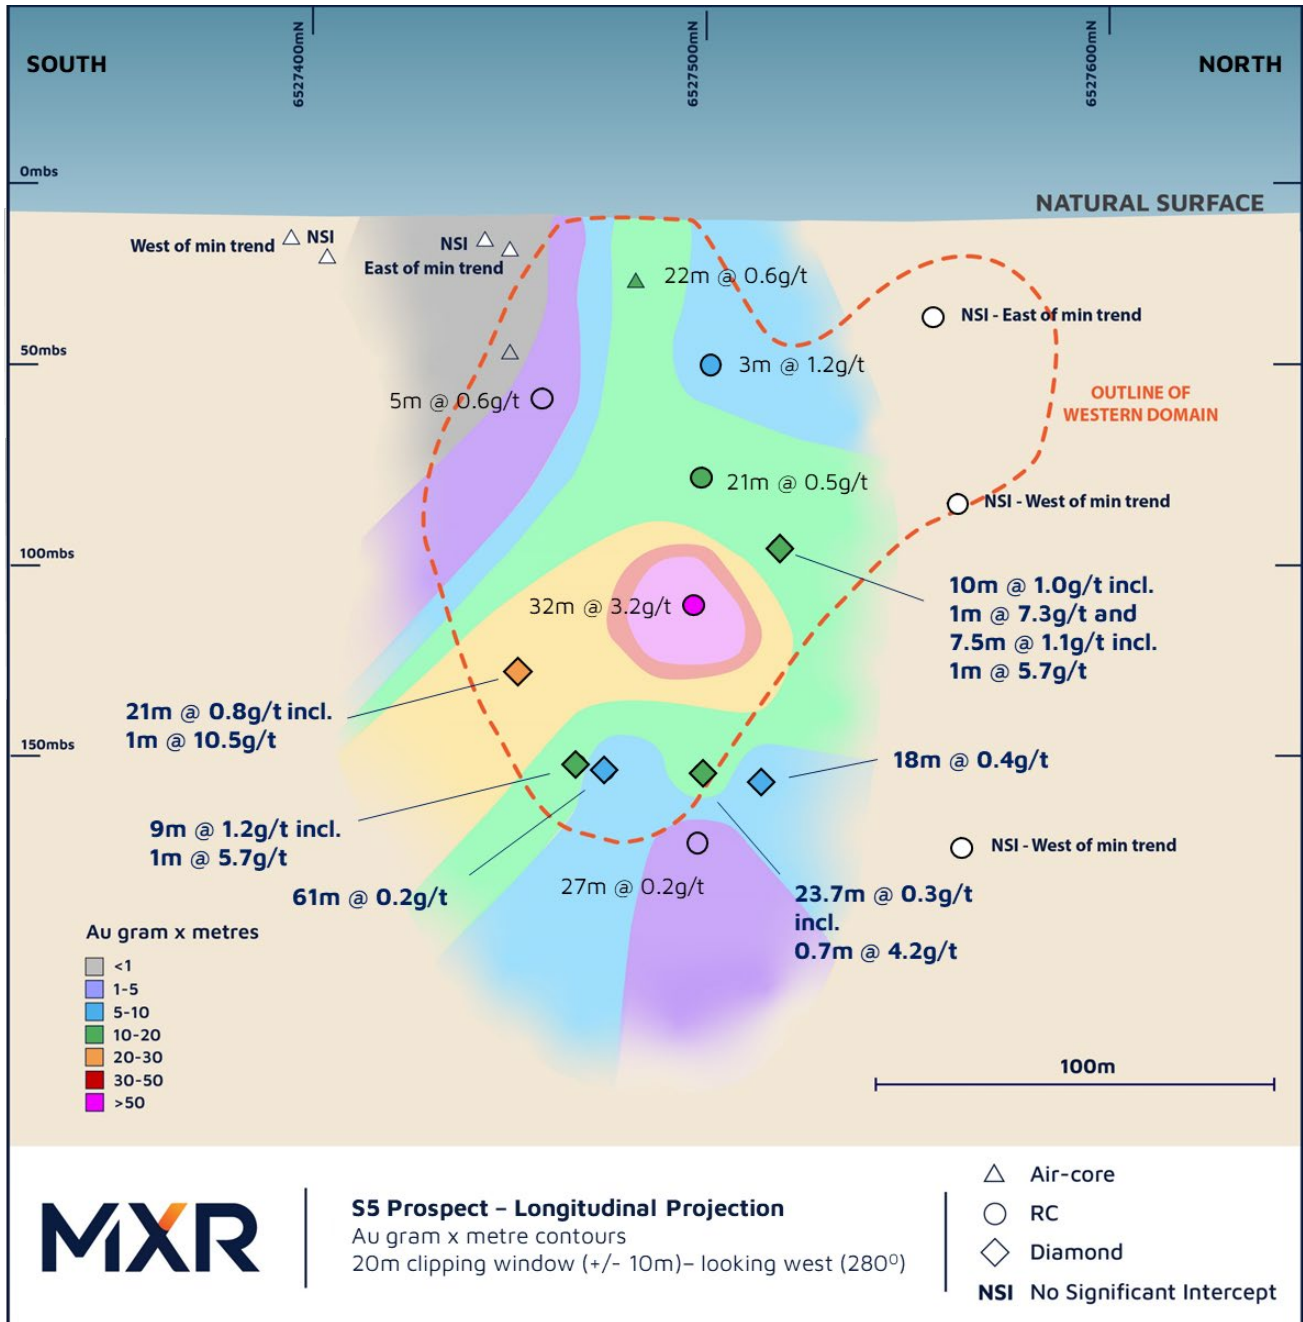 6527400mN
6527500mN
6527600mN
SOUTH
NORTH
0mbs
NATURAL SURFACE
West of min trend
NSI
NSI
East of min trend
22m @ 0.6g/t
NSI - East of min trend
50mbs
3m @ 1.2g/t
5m @ 0.6g/t
OUTLINE OF
WESTERN DOMAIN
21m @ 0.5g/t
NSI - West of min trend
100mbs
10m @ 1.0g/t incl.
1m @ 7.3g/t and
7.5m @ 1.1g/t incl.
1m @ 5.7g/t
32m @ 3.2g/t
21m @ 0.8g/t incl.
1m @ 10.5g/t
150mbs
18m @ 0.4g/t
9m @ 1.2g/t incl.
1m @ 5.7g/t
NSI - West of min trend
61m @ 0.2g/t
27m @ 0.2g/t
23.7m @ 0.3g/t
incl.
0.7m @ 4.2g/t
Au gram x metres
<1
1-5
5-10
10-20
20-30
30-50
>50
100m
MXR
S5 Prospect – Longitudinal Projection
Au gram x metre contours
20m clipping window (+/- 10m)– looking west (280⁰)
Air-core
RC
Diamond
NSI No Significant Intercept